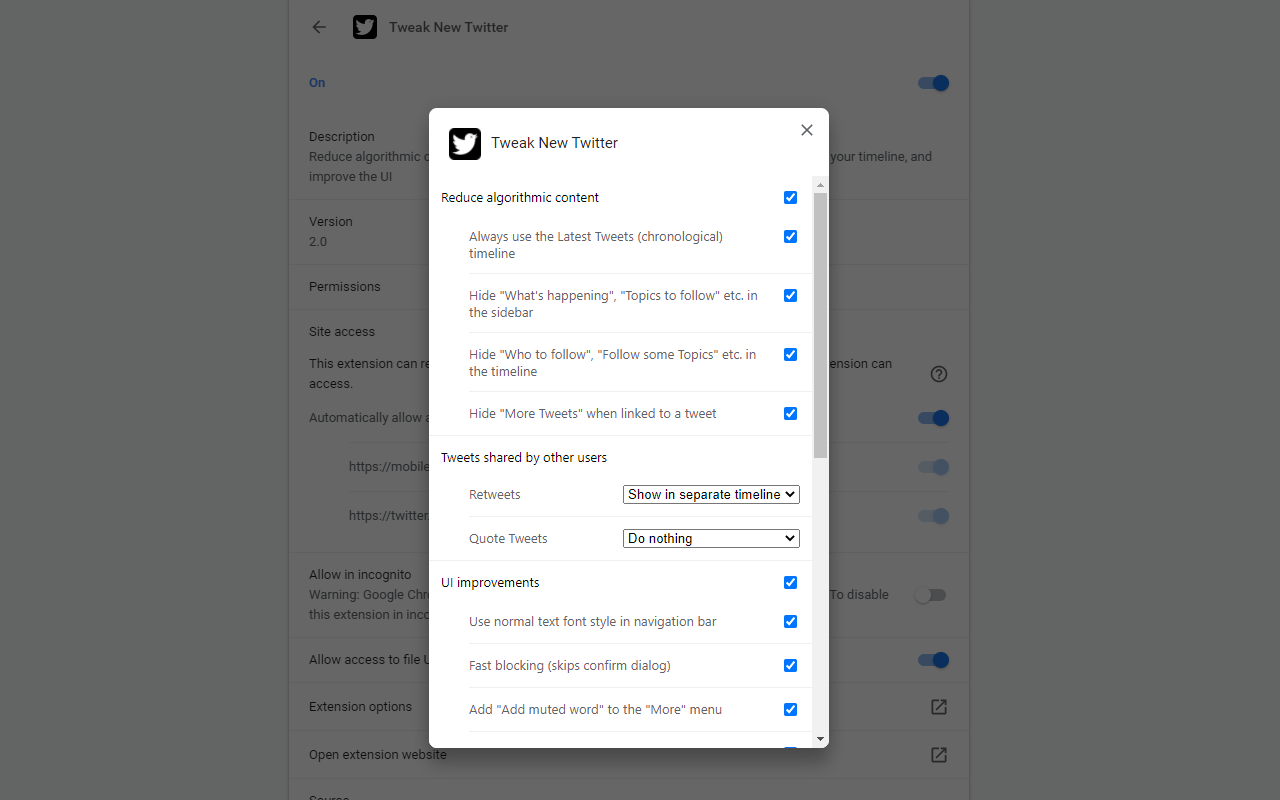 Tweak New Twitter
On
Description
Reduce algorithmic c
your timeline, and
improve the UI
Version
2.0
Permissions
Site access
This extension can re
ension can
access.
Automatically allow a
https://mobile
https://twitter.
Allow in incognito
Warning: Google Chro
To disable
this extension in inco
Allow access to file U
Extension options
Open extension website
Source
Tweak New Twitter
Reduce algorithmic content
Always use the Latest Tweets (chronological)
timeline
Hide "What's happening", "Topics to follow" etc. in
the sidebar
Hide "Who to follow", "Follow some Topics" etc. in
the timeline
Hide "More Tweets" when linked to a tweet
Tweets shared by other users
Retweets
Show in separate timeline
Quote Tweets
Do nothing
UI improvements
Use normal text font style in navigation bar
Fast blocking (skips confirm dialog)
Add "Add muted word" to the "More" menu